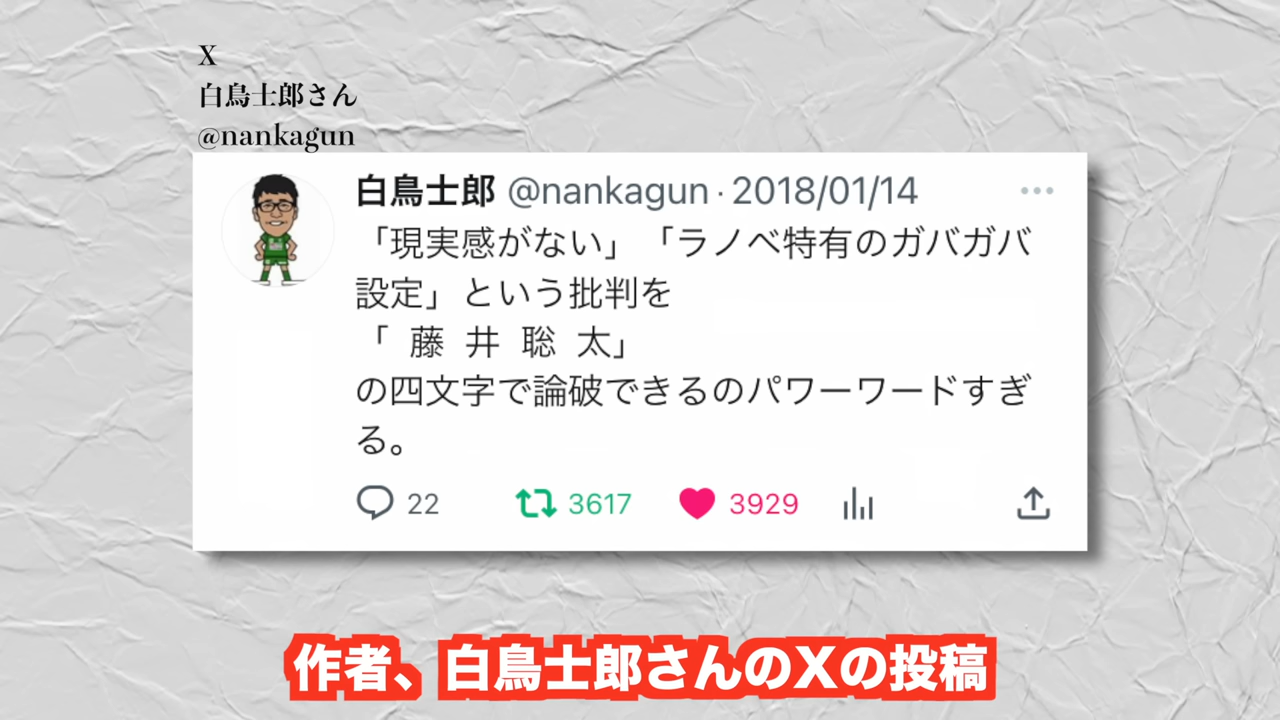 X
白鳥士郎さん
@nankagun
白鳥士郎 @nankagun · 2018/01/14
「現実感がない」「ラノベ特有のガバガバ
設定」という批判を
「 藤 井 聡 太」
の四文字で論破できるのパワーワードすぎ
る。
22 3617 3929
作者、白鳥士郎さんのXの投稿